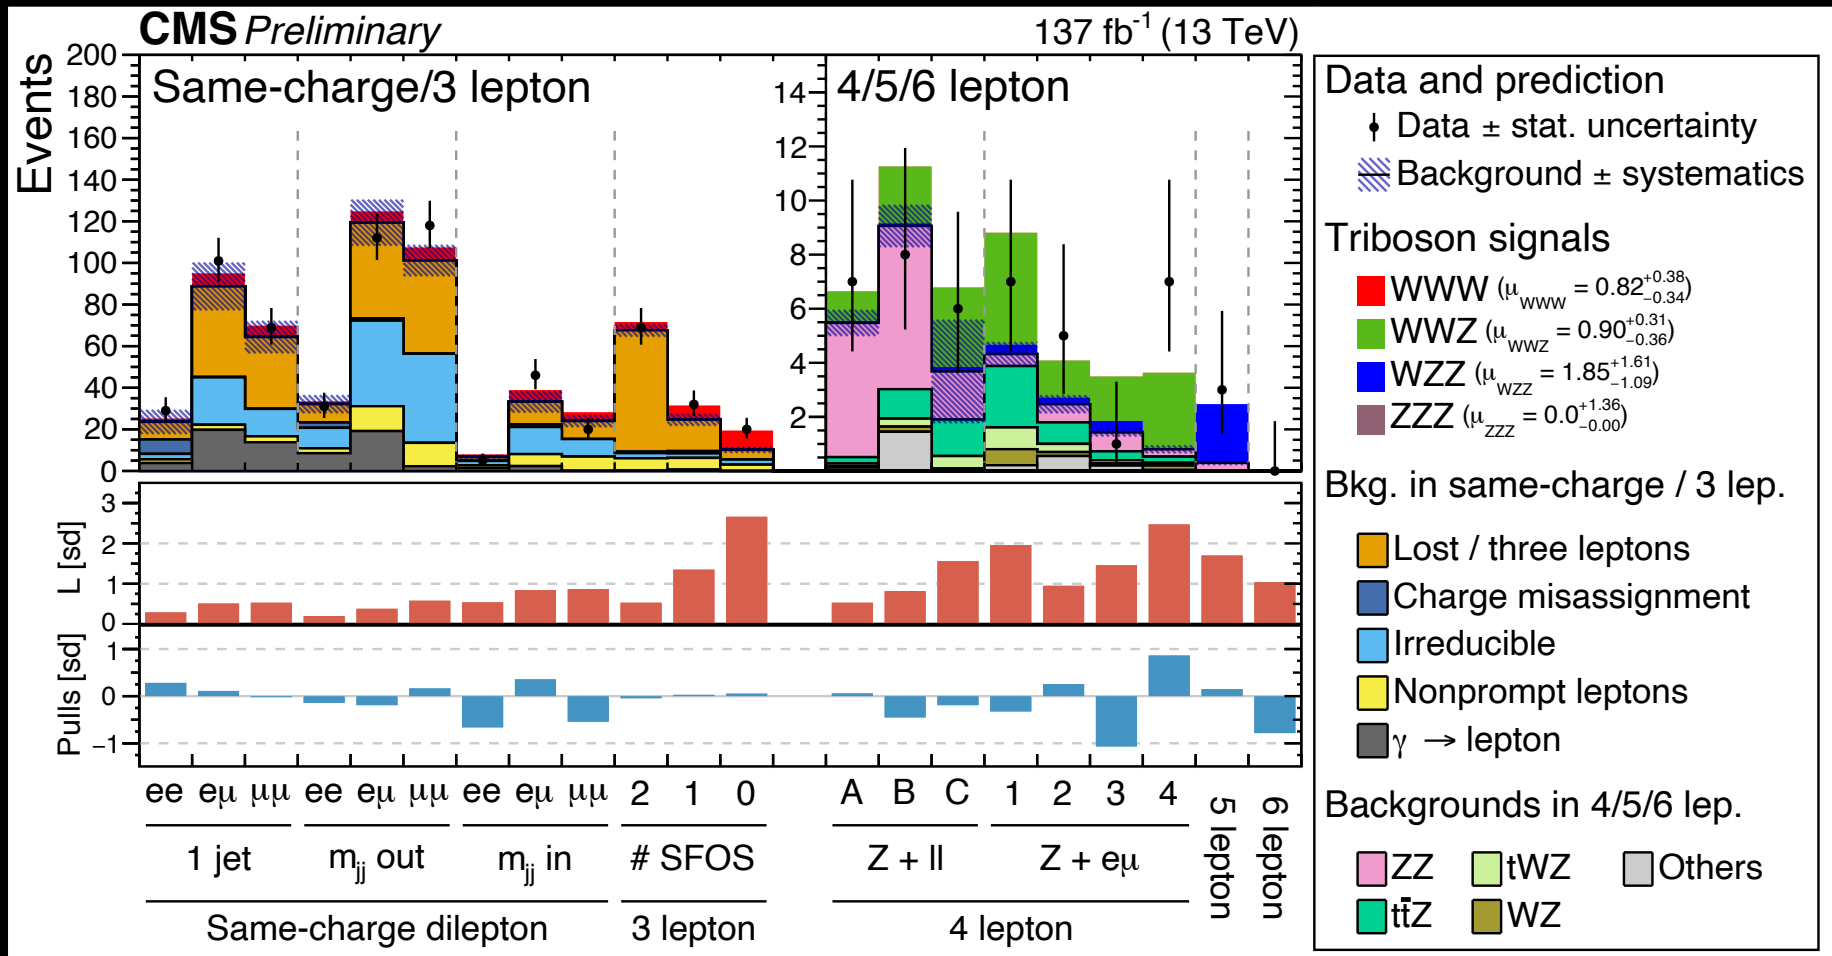 CMS Preliminary
137 fb⁻¹ (13 TeV)
Events
200
180
160
140
120
100
80
60
40
20
0
Same-charge/3 lepton
14
12
10
8
6
4
2
4/5/6 lepton
L [sd]
3
2
1
0
Pulls [sd]
1
0
−1
ee eμ μμ ee eμ μμ ee eμ μμ 2 1 0 A B C 1 2 3 4 5 lepton 6 lepton
1 jet m_jj out m_jj in # SFOS Z + ll Z + eμ
Same-charge dilepton 3 lepton 4 lepton
Data and prediction
Data ± stat. uncertainty
Background ± systematics
Triboson signals
WWW (μ_WWW = 0.82 +0.38 −0.34)
WWZ (μ_WWZ = 0.90 +0.31 −0.36)
WZZ (μ_WZZ = 1.85 +1.61 −1.09)
ZZZ (μ_ZZZ = 0.0 +1.36 −0.00)
Bkg. in same-charge / 3 lep.
Lost / three leptons
Charge misassignment
Irreducible
Nonprompt leptons
γ → lepton
Backgrounds in 4/5/6 lep.
ZZ tWZ Others
tt̄Z WZ